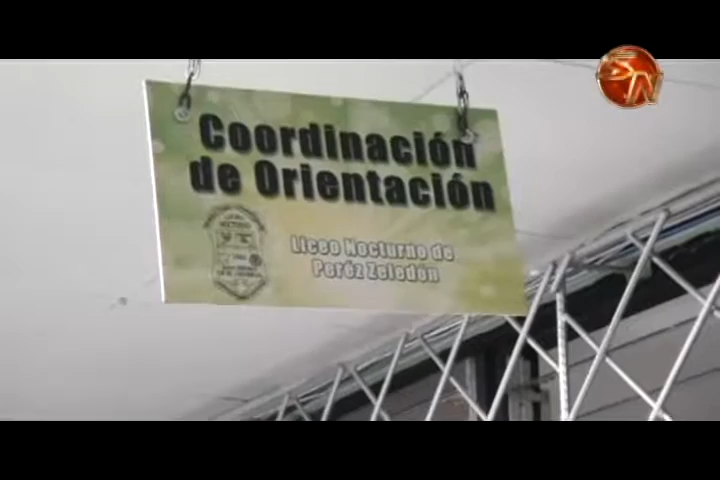 Coordinación
de Orientación
Liceo Nocturno de
Peréz Zeledón